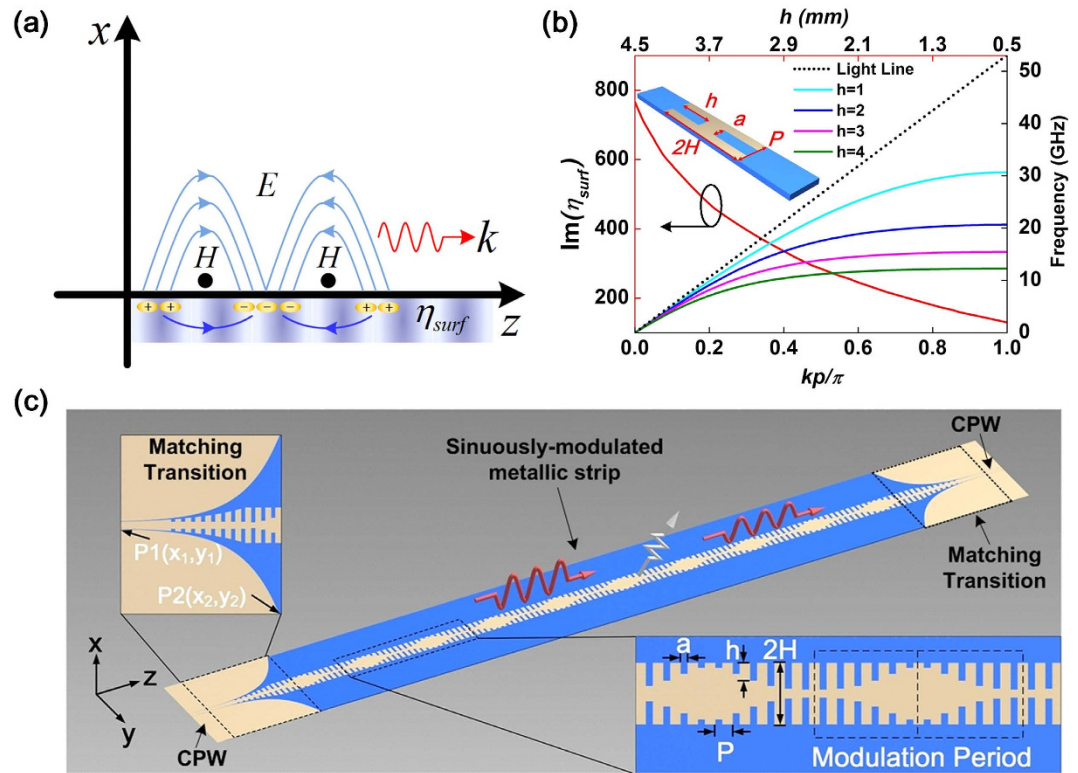 (a)
x
E
H
H
k
+ + − − − + +
η_surf
z
(b)
h (mm)
4.5 3.7 2.9 2.1 1.3 0.5
Im(η_surf)
800
600
400
200
Light Line
h=1
h=2
h=3
h=4
h
a
P
2H
50
40
30
20
10
0
Frequency (GHz)
0.0 0.2 0.4 0.6 0.8 1.0
kp/π
(c)
Matching
Transition
P1(x₁,y₁)
P2(x₂,y₂)
Sinuously-modulated
metallic strip
CPW
Matching
Transition
x
z
y
CPW
a
h
2H
P
Modulation Period